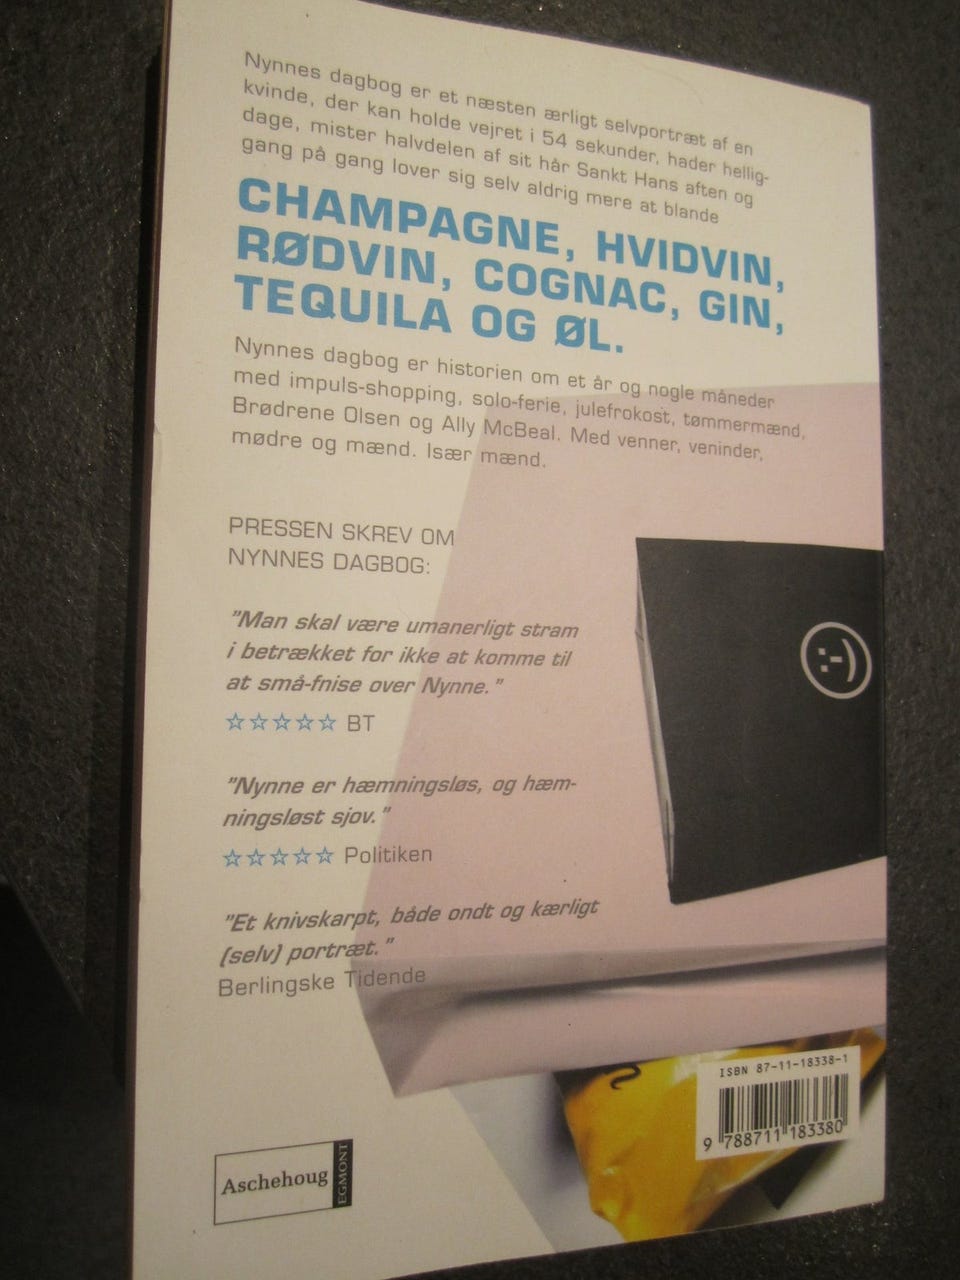 Nynnes dagbog er et næsten ærligt selvportræt af en
kvinde, der kan holde vejret i 54 sekunder, hader hellig-
dage, mister halvdelen af sit hår Sankt Hans aften og
gang på gang lover sig selv aldrig mere at blande
CHAMPAGNE, HVIDVIN,
RØDVIN, COGNAC, GIN,
TEQUILA OG ØL.
Nynnes dagbog er historien om et år og nogle måneder
med impuls-shopping, solo-ferie, julefrokost, tømmermænd,
Brødrene Olsen og Ally McBeal. Med venner, veninder,
mødre og mænd. Især mænd.
PRESSEN SKREV OM
NYNNES DAGBOG:
"Man skal være umanerligt stram
i betrækket for ikke at komme til
at små-fnise over Nynne."
☆☆☆☆☆ BT
"Nynne er hæmningsløs, og hæm-
ningsløst sjov."
☆☆☆☆☆ Politiken
"Et knivskarpt, både ondt og kærligt
(selv) portræt."
Berlingske Tidende
:-)
ISBN 87-11-18338-1
9 788711 183380
Aschehoug
EGMONT